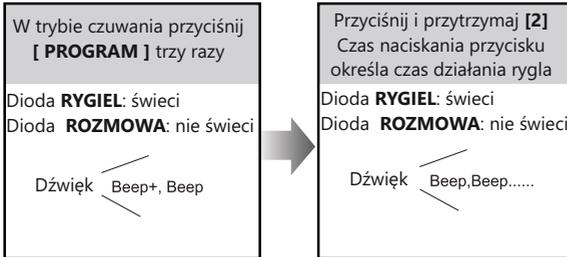 W trybie czuwania przyciśnij
[ PROGRAM ] trzy razy
Dioda RYGIEL: świeci
Dioda ROZMOWA: nie świeci
Dźwięk Beep+, Beep
Przyciśnij i przytrzymaj [2]
Czas naciskania przycisku
określa czas działania rygla
Dioda RYGIEL: świeci
Dioda ROZMOWA: nie świeci
Dźwięk Beep,Beep......